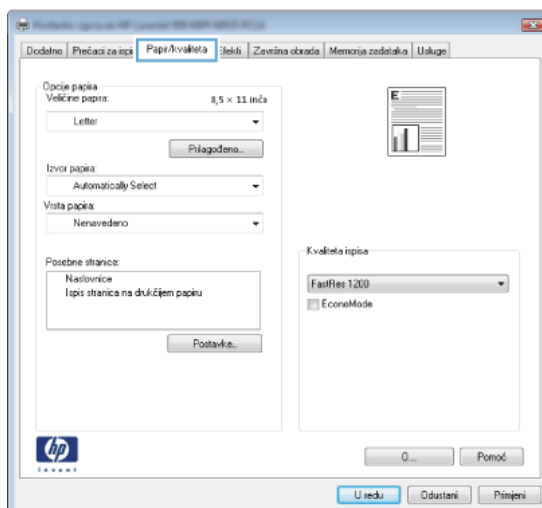 Dodatno Prečaci za ispi Papir/kvaliteta Efekti Završna obrada Memorija zadataka Usluge
Opcije papira
Veličine papira:
8,5 × 11 inča
Letter
Prilagođeno...
Izvor papira:
Automatically Select
Vrsta papira:
Nenavedeno
Posebne stranice:
Naslovnice
Ispis stranica na drukčijem papiru
Postavke...
E
Kvaliteta ispisa
FastRes 1200
EconoMode
hp
invent
O...
Pomoć
U redu
Odustani
Primijeni